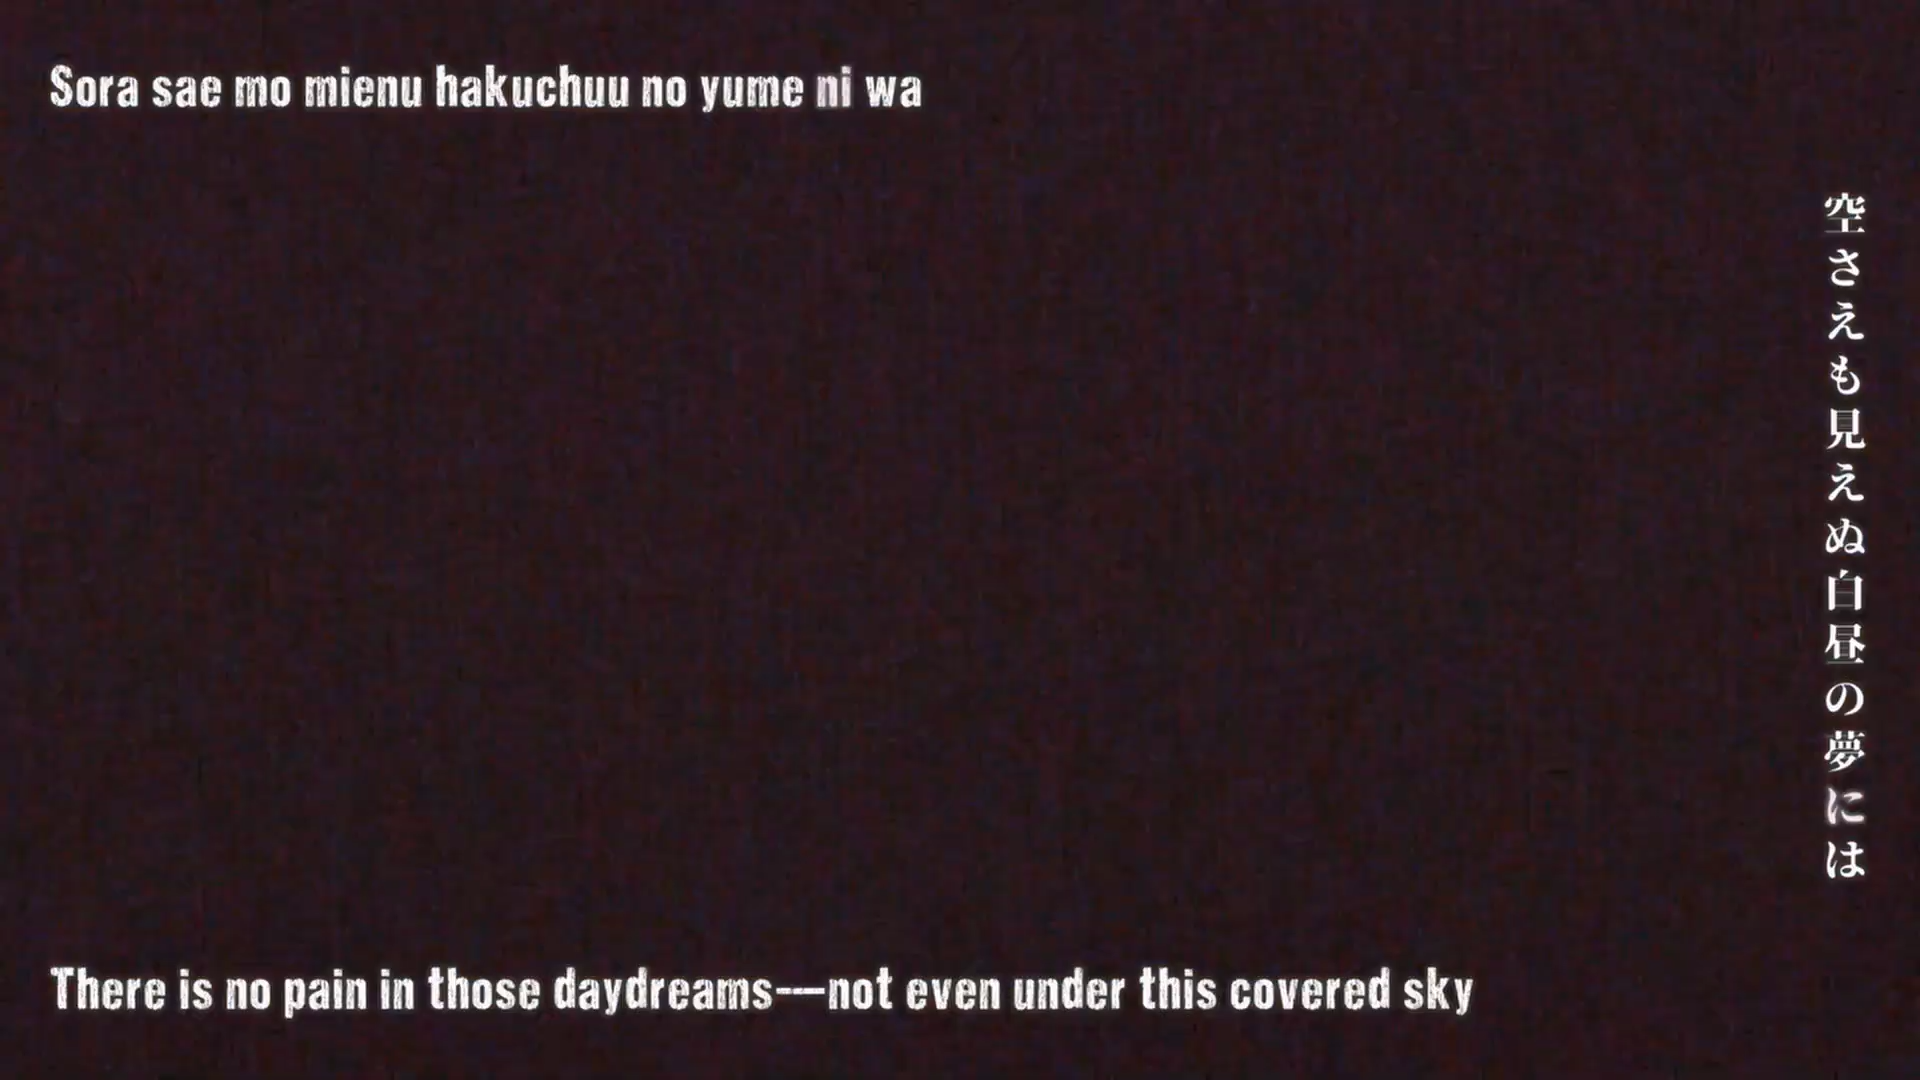 Sora sae mo mienu hakuchuu no yume ni wa
空さえも見えぬ白昼の夢には
There is no pain in those daydreams––not even under this covered sky